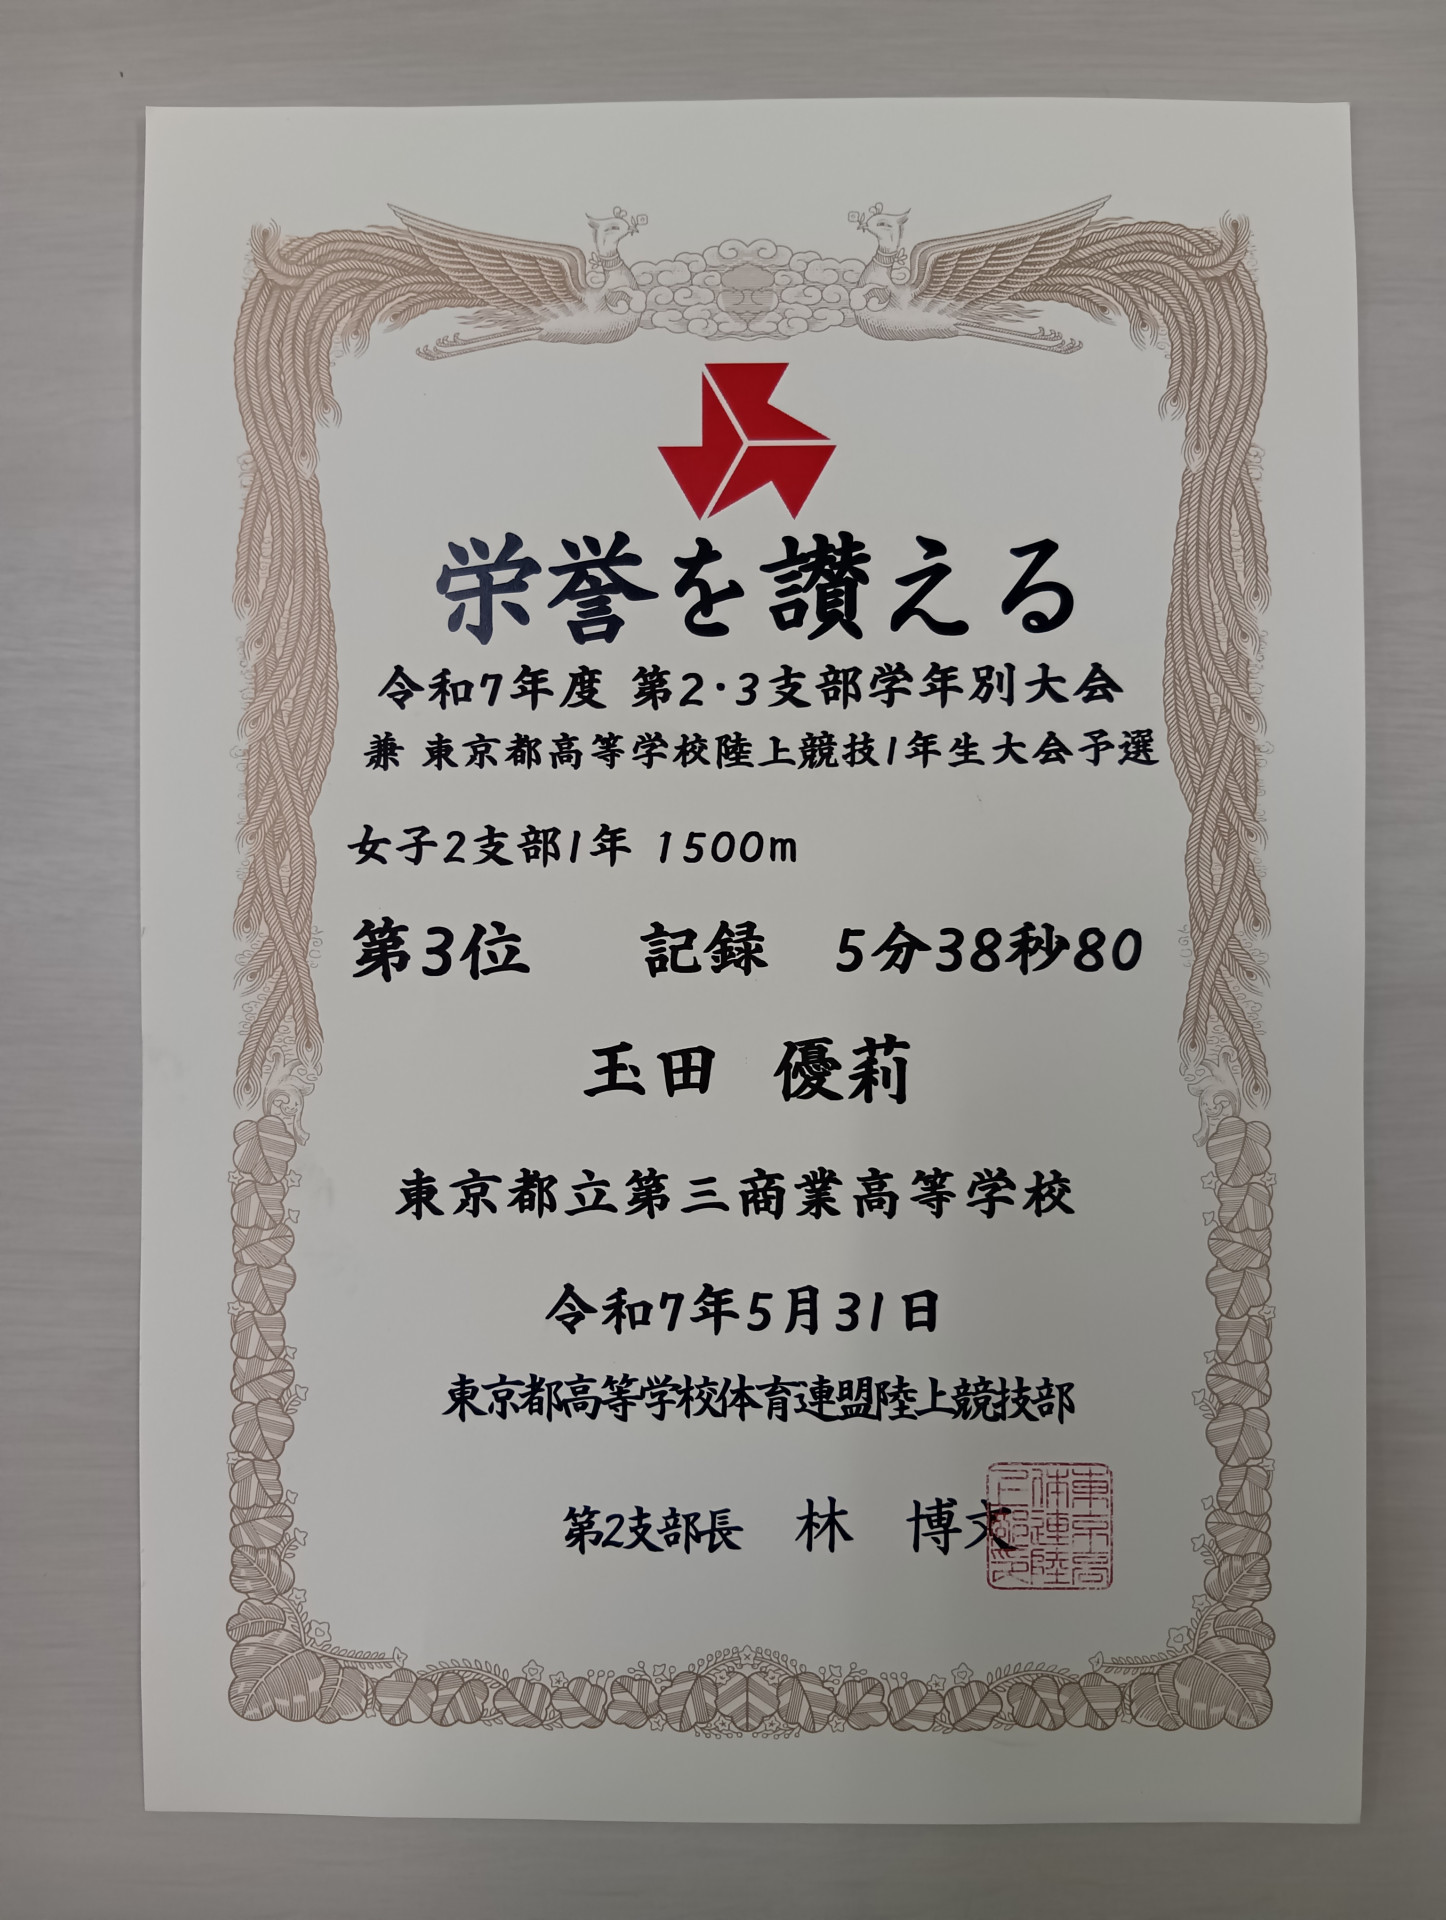 栄誉を讃える
令和7年度 第2・3支部学年別大会
兼 東京都高等学校陸上競技1年生大会予選
女子2支部1年 1500m
第3位 記録 5分38秒80
玉田 優莉
東京都立第三商業高等学校
令和7年5月31日
東京都高等学校体育連盟陸上競技部
第2支部長 林 博文